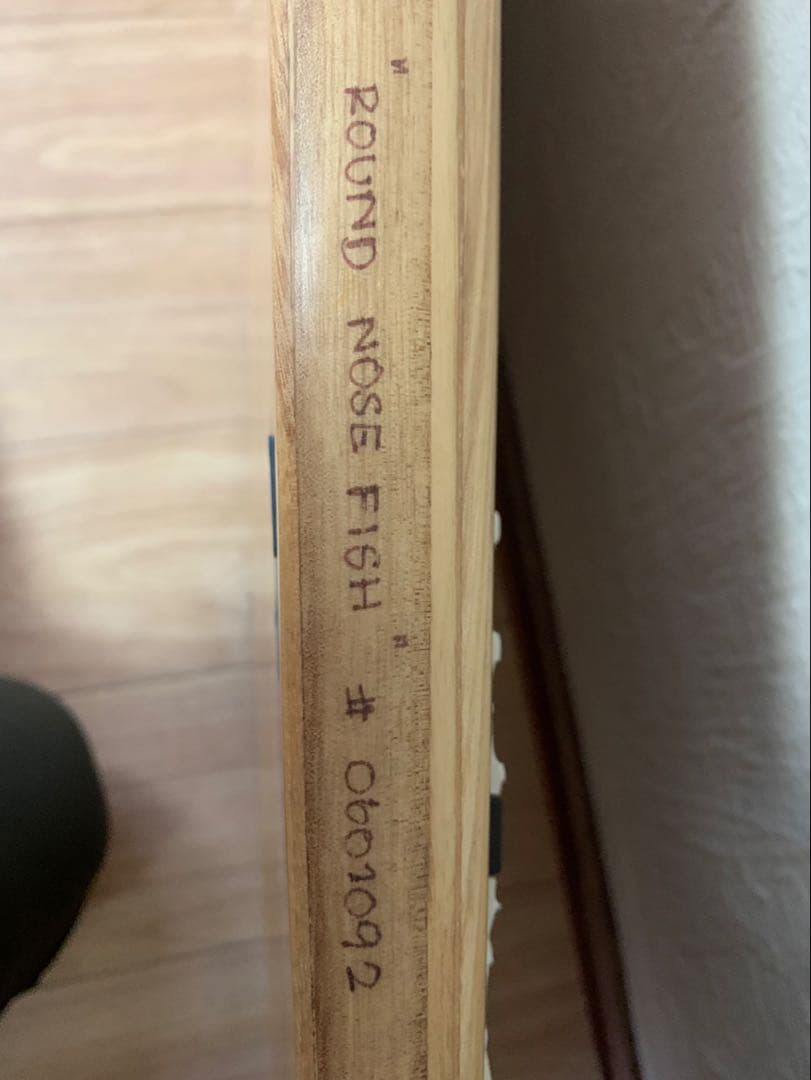 "ROUND NOSE FISH" # 0601092